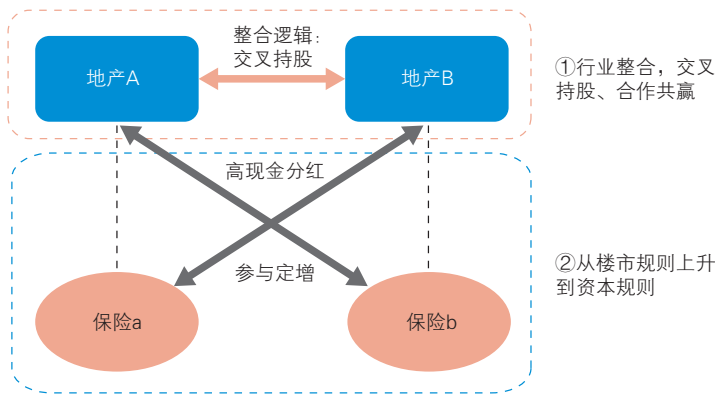 整合逻辑：
交叉持股
地产A
地产B
①行业整合，交叉
持股、合作共赢
高现金分红
参与定增
②从楼市规则上升
到资本规则
保险a
保险b